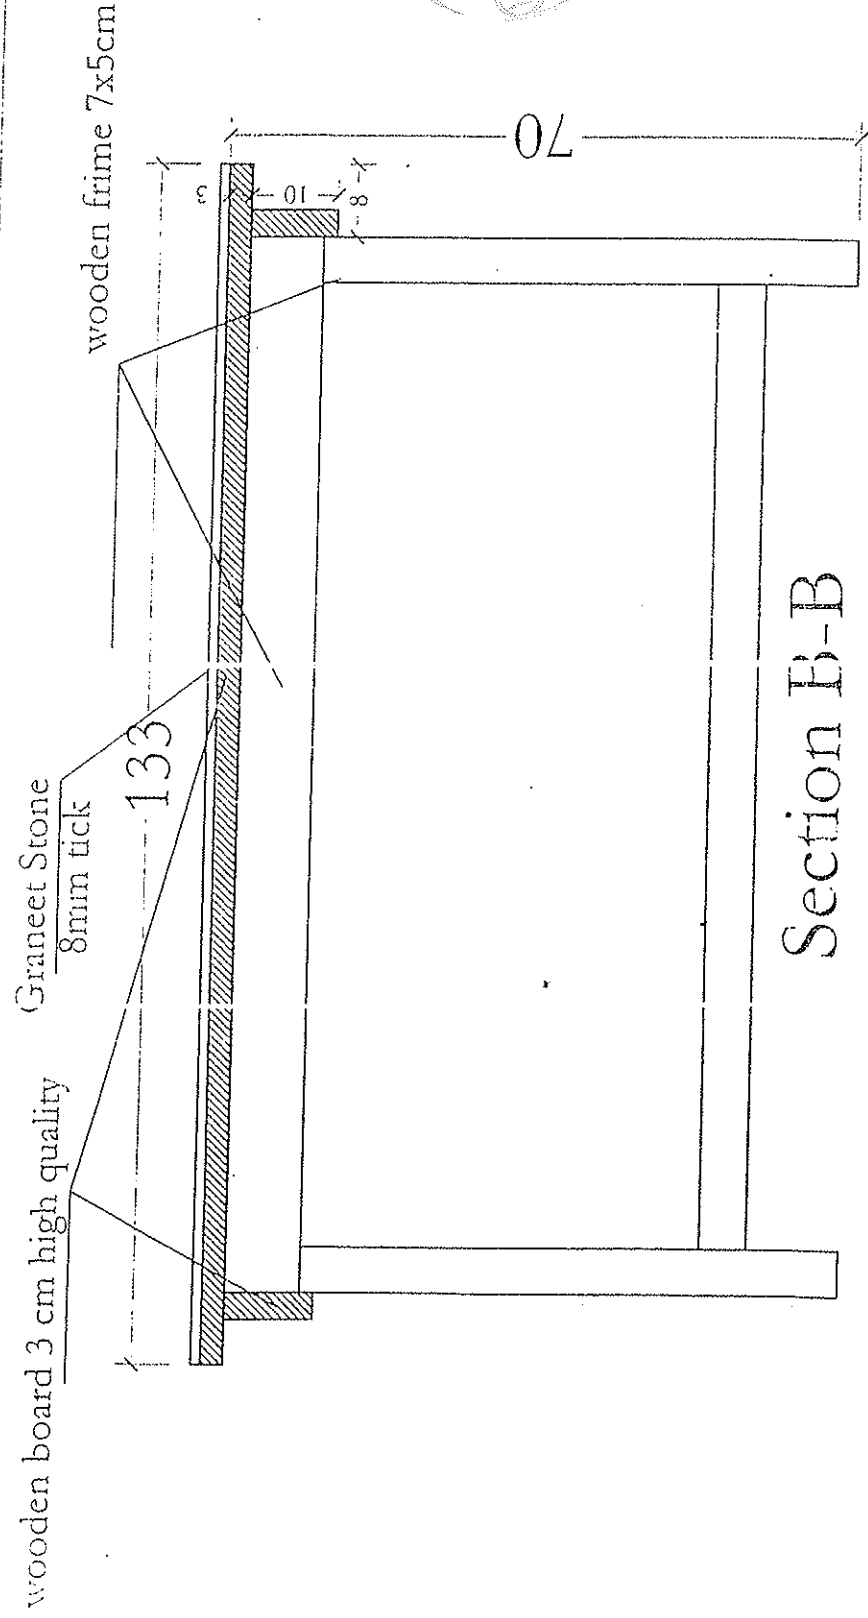 wooden board 3 cm high quality
Graneet Stone
8mm tick
wooden frime 7x5cm
133
3
10
8
70
Section B-B